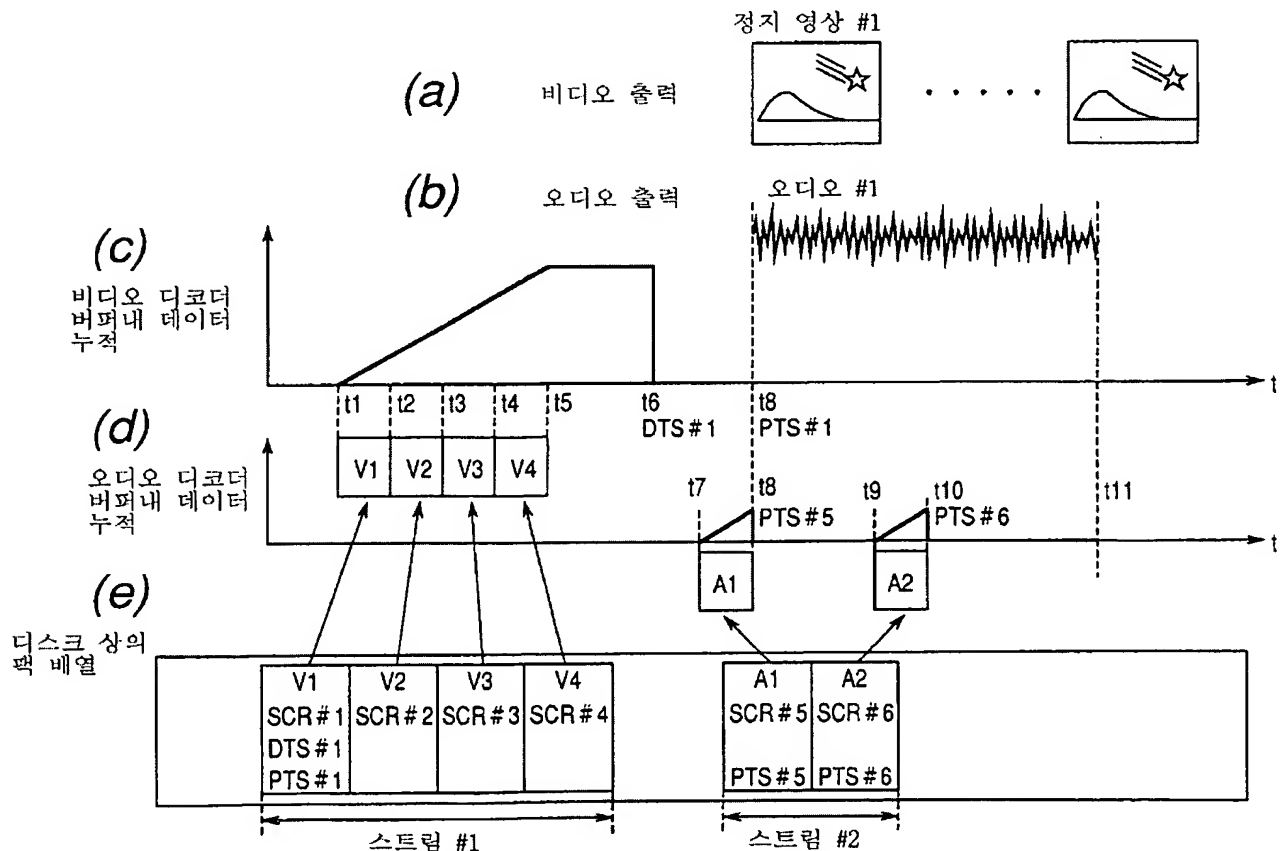 정지 영상 #1
(a) 비디오 출력
(b) 오디오 출력
오디오 #1
(c)
비디오 디코더
버퍼내 데이터
누적
t
t1 t2 t3 t4 t5 t6 t8
DTS#1 PTS#1
(d)
오디오 디코더
버퍼내 데이터
누적
V1 V2 V3 V4
t7 t8 t9 t10 t11
PTS#5 PTS#6
t
A1 A2
(e)
디스크 상의
팩 배열
V1 V2 V3 V4 A1 A2
SCR#1 SCR#2 SCR#3 SCR#4 SCR#5 SCR#6
DTS#1
PTS#1 PTS#5 PTS#6
스트림 #1 스트림 #2